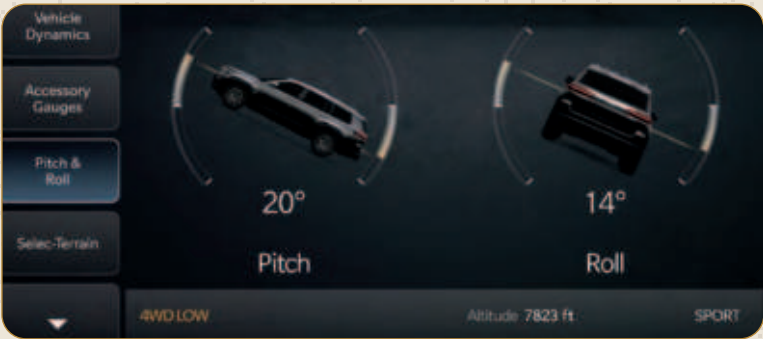 Vehicle
Dynamics
Accessory
Gauges
Pitch &
Roll
Selec-Terrain
20°
Pitch
14°
Roll
4WD LOW
Altitude 7823 ft
SPORT